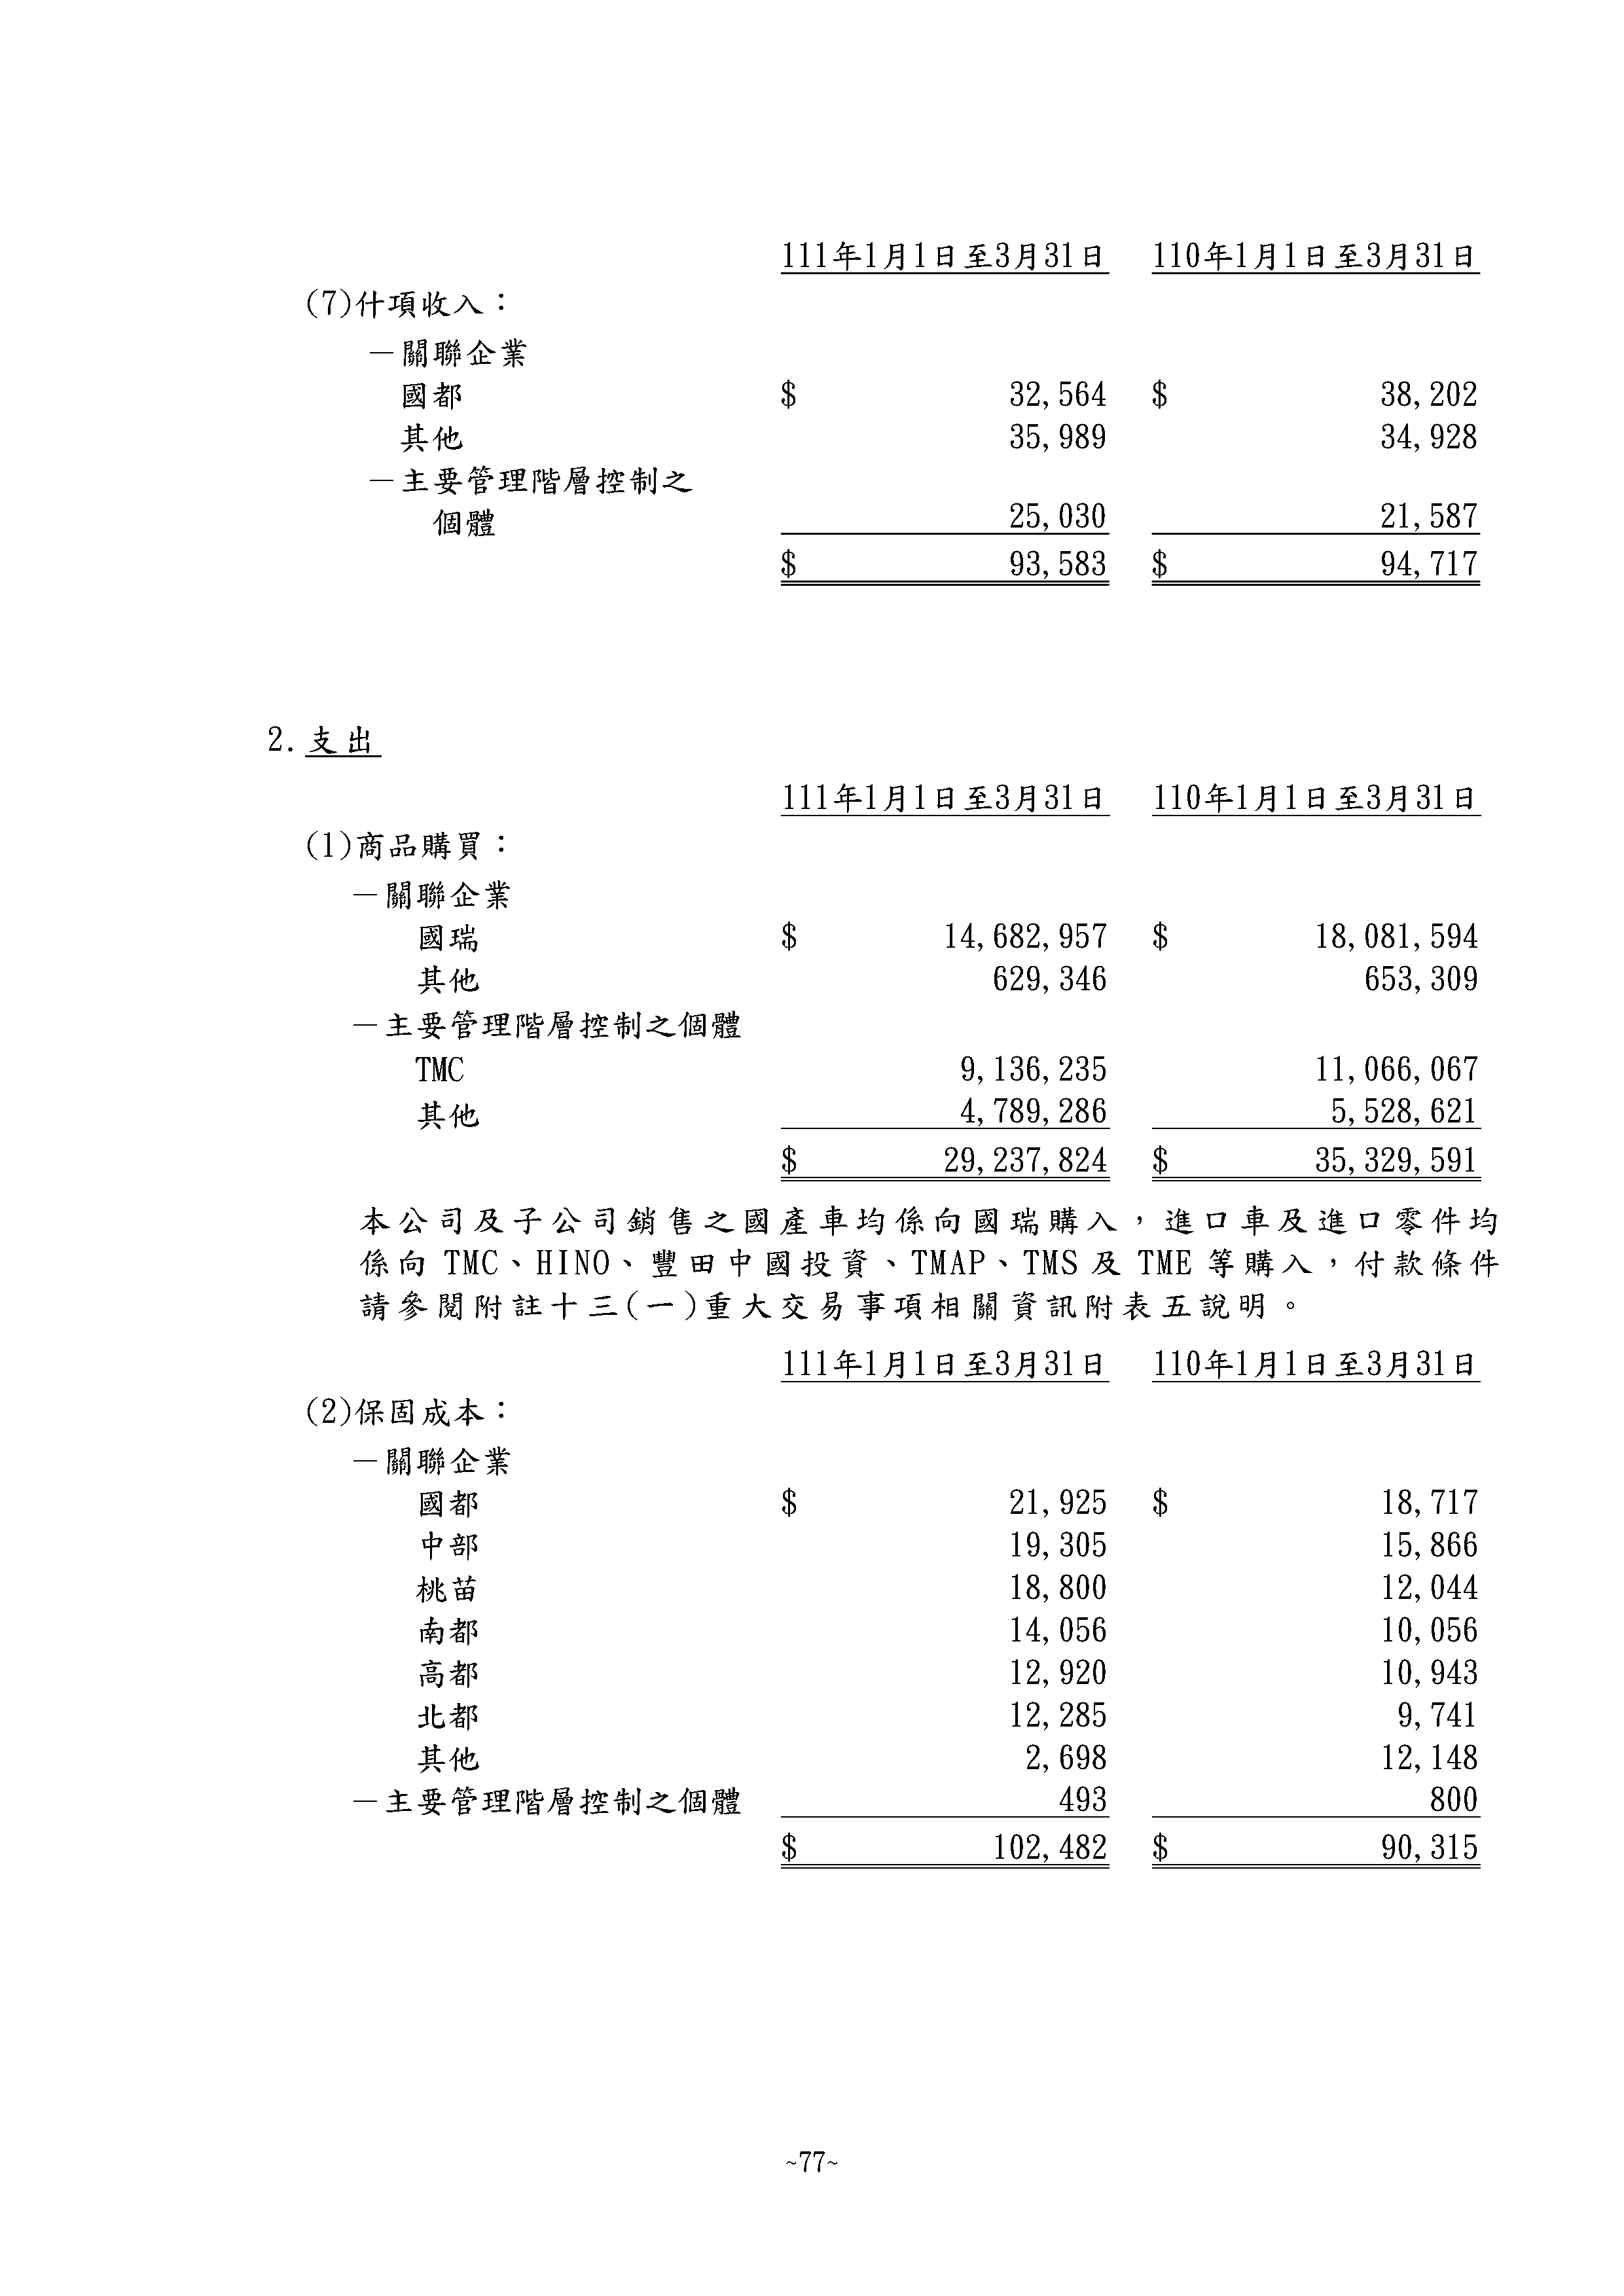 111年1月1日至3月31日 110年1月1日至3月31日
(7)什項收入：
－關聯企業
國都 $ 32,564 $ 38,202
其他 35,989 34,928
－主要管理階層控制之
個體 25,030 21,587
$ 93,583 $ 94,717
2.支出
111年1月1日至3月31日 110年1月1日至3月31日
(1)商品購買：
－關聯企業
國瑞 $ 14,682,957 $ 18,081,594
其他 629,346 653,309
－主要管理階層控制之個體
TMC 9,136,235 11,066,067
其他 4,789,286 5,528,621
$ 29,237,824 $ 35,329,591
本公司及子公司銷售之國產車均係向國瑞購入，進口車及進口零件均
係向 TMC、HINO、豐田中國投資、TMAP、TMS 及 TME 等購入，付款條件
請參閱附註十三(一)重大交易事項相關資訊附表五說明。
111年1月1日至3月31日 110年1月1日至3月31日
(2)保固成本：
－關聯企業
國都 $ 21,925 $ 18,717
中部 19,305 15,866
桃苗 18,800 12,044
南都 14,056 10,056
高都 12,920 10,943
北都 12,285 9,741
其他 2,698 12,148
－主要管理階層控制之個體 493 800
$ 102,482 $ 90,315
~77~